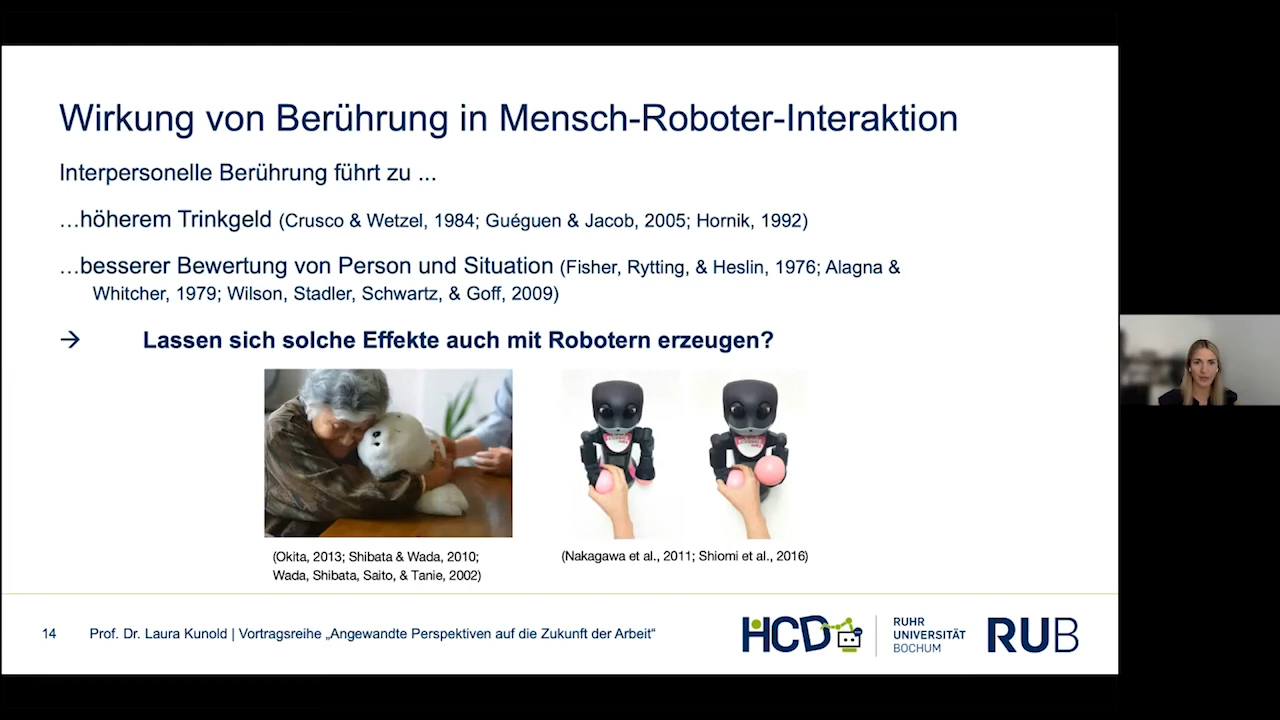 Wirkung von Berührung in Mensch-Roboter-Interaktion
Interpersonelle Berührung führt zu ...
…höherem Trinkgeld (Crusco & Wetzel, 1984; Guéguen & Jacob, 2005; Hornik, 1992)
…besserer Bewertung von Person und Situation (Fisher, Rytting, & Heslin, 1976; Alagna &
Whitcher, 1979; Wilson, Stadler, Schwartz, & Goff, 2009)
→ Lassen sich solche Effekte auch mit Robotern erzeugen?
(Okita, 2013; Shibata & Wada, 2010;
Wada, Shibata, Saito, & Tanie, 2002)
(Nakagawa et al., 2011; Shiomi et al., 2016)
14 Prof. Dr. Laura Kunold | Vortragsreihe „Angewandte Perspektiven auf die Zukunft der Arbeit“
HCD
RUHR
UNIVERSITÄT
BOCHUM
RUB